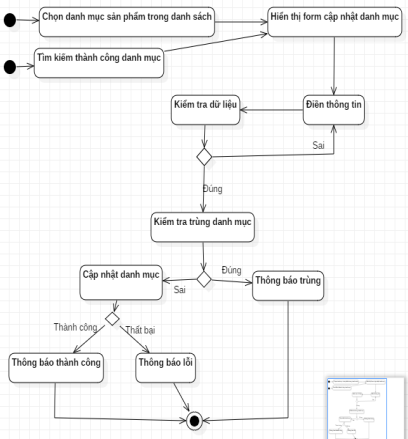 Chọn danh mục sản phẩm trong danh sách
Hiển thị form cập nhật danh mục
Tìm kiếm thành công danh mục
Kiểm tra dữ liệu
Điền thông tin
Sai
Đúng
Kiểm tra trùng danh mục
Cập nhật danh mục
Đúng
Sai
Thông báo trùng
Thành công
Thất bại
Thông báo thành công
Thông báo lỗi